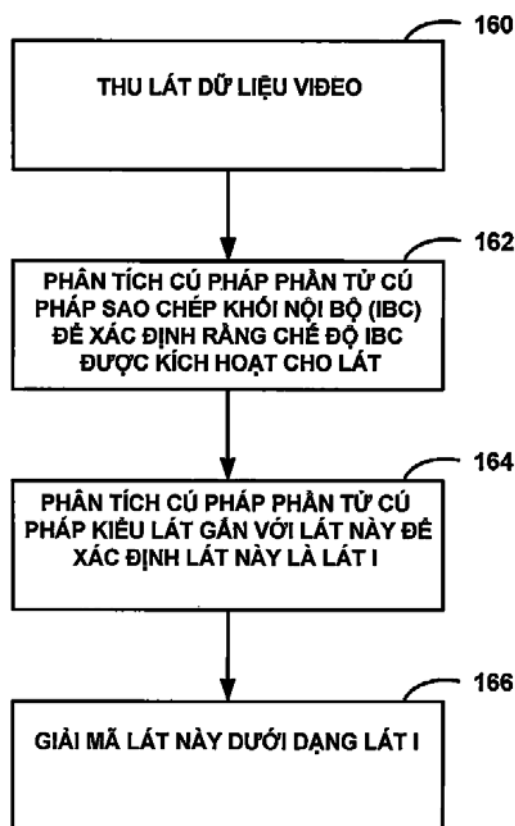 160
THU LÁT DỮ LIỆU VIĐEO
162
PHÂN TÍCH CÚ PHÁP PHẦN TỬ CÚ
PHÁP SAO CHÉP KHỐI NỘI BỘ (IBC)
ĐỂ XÁC ĐỊNH RẰNG CHẾ ĐỘ IBC
ĐƯỢC KÍCH HOẠT CHO LÁT
164
PHÂN TÍCH CÚ PHÁP PHẦN TỬ CÚ
PHÁP KIỂU LÁT GẮN VỚI LÁT NÀY ĐỂ
XÁC ĐỊNH LÁT NÀY LÀ LÁT I
166
GIẢI MÃ LÁT NÀY DƯỚI DẠNG LÁT I